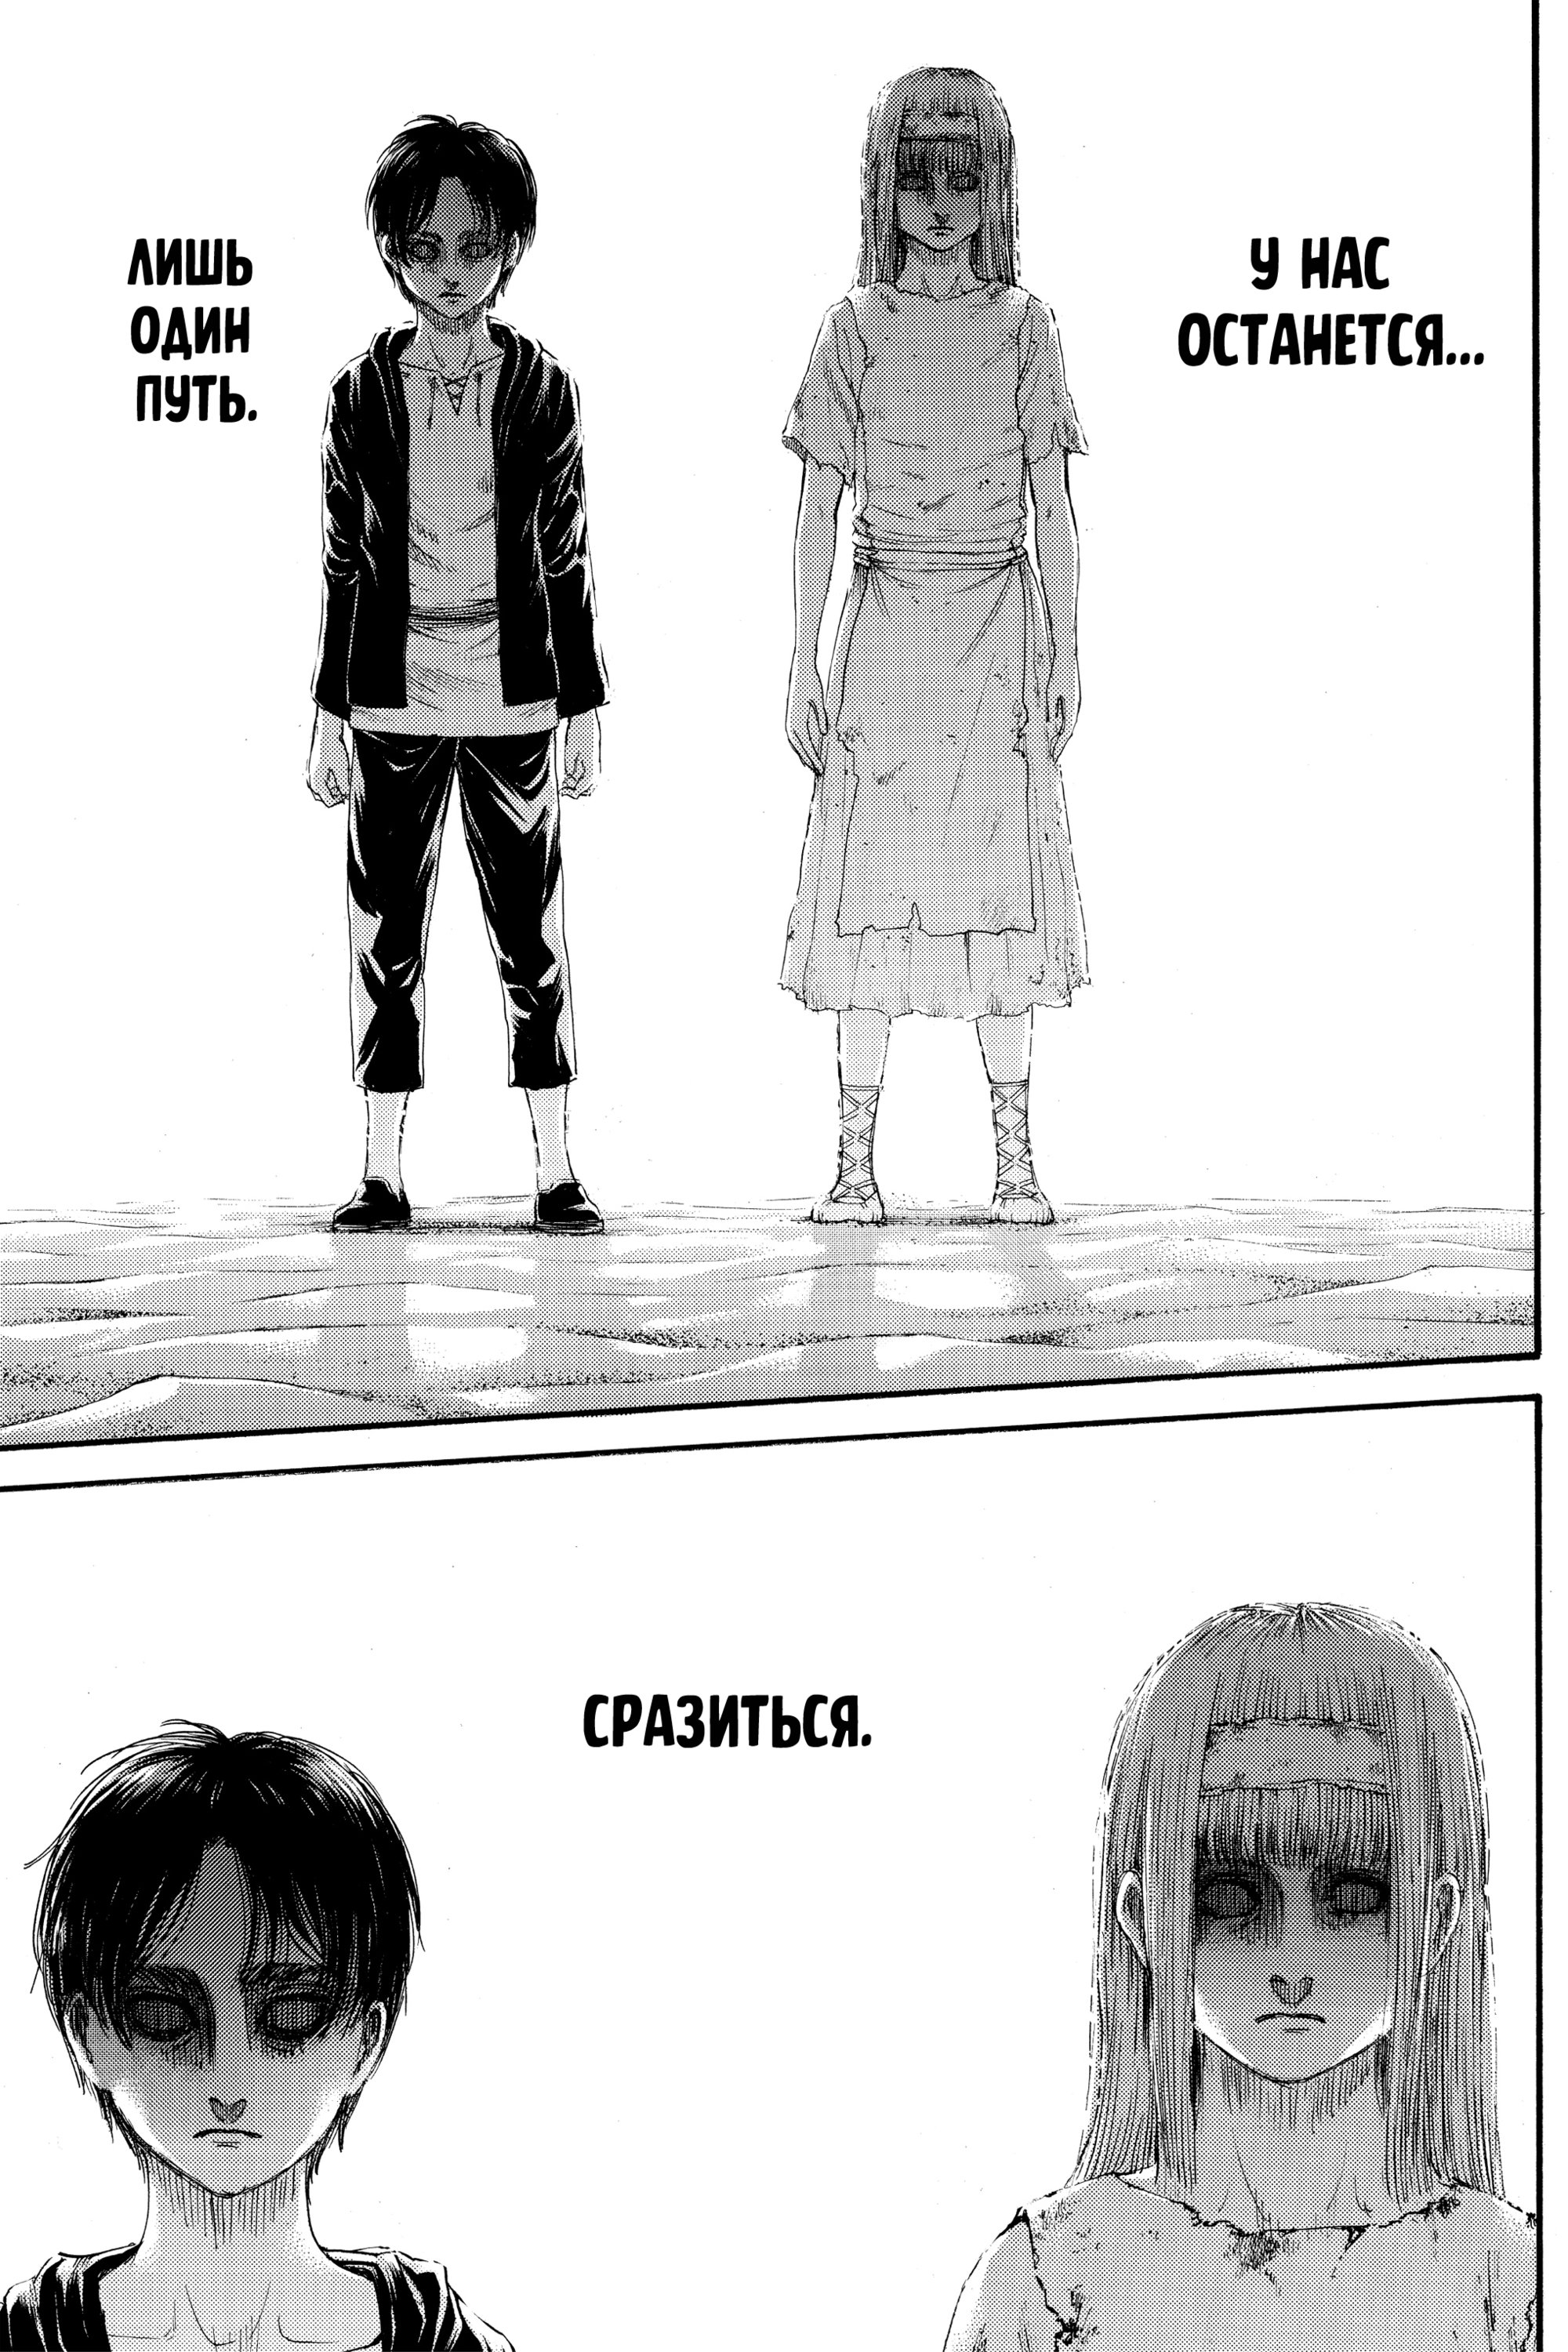 У НАС
ОСТАНЕТСЯ...
ЛИШЬ
ОДИН
ПУТЬ.
СРАЗИТЬСЯ.